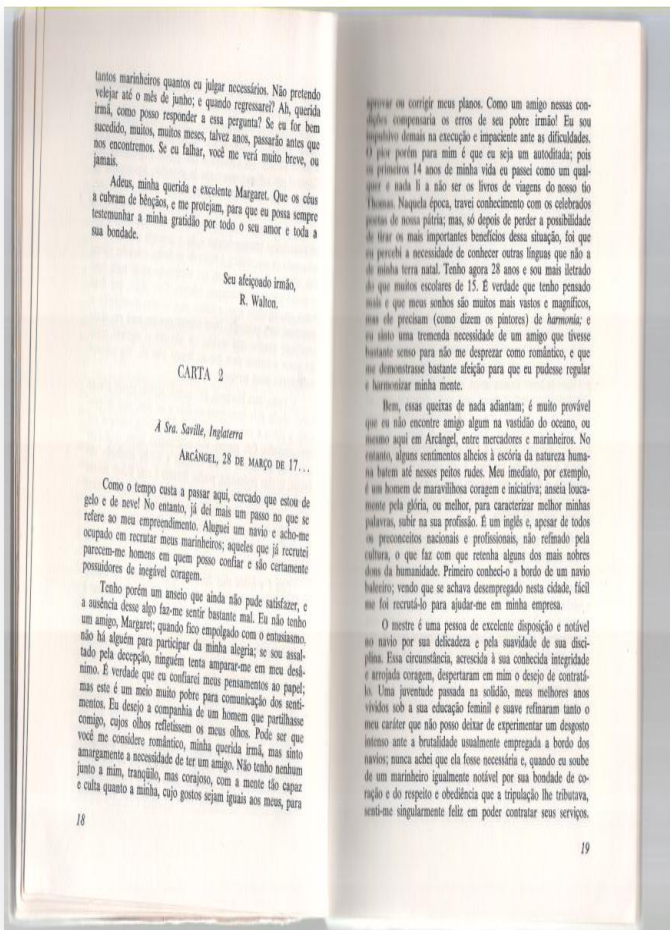 tantos marinheiros quantos eu julgar necessários. Não pretendo
velejar até o mês de junho; e quando regressarei? Ah, querida
irmã, como posso responder a essa pergunta? Se eu for bem
sucedido, muitos, muitos meses, talvez anos, passarão antes que
nos encontremos. Se eu falhar, você me verá muito breve, ou
jamais.
Adeus, minha querida e excelente Margaret. Que os céus
a cubram de bênçãos, e me protejam, para que eu possa sempre
testemunhar a minha gratidão por todo o seu amor e toda a
sua bondade.
Seu afeiçoado irmão,
R. Walton.
CARTA 2
À Sra. Saville, Inglaterra
ARCÂNGEL, 28 DE MARÇO DE 17...
Como o tempo custa a passar aqui, cercado que estou de
gelo e de neve! No entanto, já dei mais um passo no que se
refere ao meu empreendimento. Aluguei um navio e acho-me
ocupado em recrutar meus marinheiros; aqueles que já recrutei
parecem-me homens em quem posso confiar e são certamente
possuidores de inegável coragem.
Tenho porém um anseio que ainda não pude satisfazer, e
a ausência desse algo faz-me sentir bastante mal. Eu não tenho
um amigo, Margaret; quando fico empolgado com o entusiasmo,
não há alguém para participar da minha alegria; se sou assal-
tado pela decepção, ninguém tenta amparar-me em meu desâ-
nimo. É verdade que eu confiarei meus pensamentos ao papel;
mas este é um meio muito pobre para comunicação dos senti-
mentos. Eu desejo a companhia de um homem que partilhasse
comigo, cujos olhos refletissem os meus olhos. Pode ser que
você me considere romântico, minha querida irmã, mas sinto
amargamente a necessidade de ter um amigo. Não tenho nenhum
junto a mim, tranqüilo, mas corajoso, com a mente tão capaz
e culta quanto a minha, cujo gostos sejam iguais aos meus, para
18
aprovar ou corrigir meus planos. Como um amigo nessas con-
dições compensaria os erros de seu pobre irmão! Eu sou
impulsivo demais na execução e impaciente ante as dificuldades.
O pior porém para mim é que eu seja um autoditada; pois
os primeiros 14 anos de minha vida eu passei como um qual-
quer e nada li a não ser os livros de viagens do nosso tio
Thomas. Naquela época, travei conhecimento com os celebrados
poetas de nossa pátria; mas, só depois de perder a possibilidade
de tirar os mais importantes benefícios dessa situação, foi que
eu percebi a necessidade de conhecer outras línguas que não a
de minha terra natal. Tenho agora 28 anos e sou mais iletrado
do que muitos escolares de 15. É verdade que tenho pensado
mais e que meus sonhos são muitos mais vastos e magníficos,
mas ele precisam (como dizem os pintores) de harmonia; e
eu sinto uma tremenda necessidade de um amigo que tivesse
bastante senso para não me desprezar como romântico, e que
me demonstrasse bastante afeição para que eu pudesse regular
e harmonizar minha mente.
Bem, essas queixas de nada adiantam; é muito provável
que eu não encontre amigo algum na vastidão do oceano, ou
mesmo aqui em Arcângel, entre mercadores e marinheiros. No
entanto, alguns sentimentos alheios à escória da natureza huma-
na batem até nesses peitos rudes. Meu imediato, por exemplo,
é um homem de maravilhosa coragem e iniciativa; anseia louca-
mente pela glória, ou melhor, para caracterizar melhor minhas
palavras, subir na sua profissão. É um inglês e, apesar de todos
os preconceitos nacionais e profissionais, não refinado pela
cultura, o que faz com que retenha alguns dos mais nobres
dons da humanidade. Primeiro conheci-o a bordo de um navio
baleeiro; vendo que se achava desempregado nesta cidade, fácil
me foi recrutá-lo para ajudar-me em minha empresa.
O mestre é uma pessoa de excelente disposição e notável
no navio por sua delicadeza e pela suavidade de sua disci-
plina. Essa circunstância, acrescida à sua conhecida integridade
e arrojada coragem, despertaram em mim o desejo de contratá-
lo. Uma juventude passada na solidão, meus melhores anos
vividos sob a sua educação feminil e suave refinaram tanto o
meu caráter que não posso deixar de experimentar um desgosto
intenso ante a brutalidade usualmente empregada a bordo dos
navios; nunca achei que ela fosse necessária e, quando eu soube
de um marinheiro igualmente notável por sua bondade de co-
ração e do respeito e obediência que a tripulação lhe tributava,
senti-me singularmente feliz em poder contratar seus serviços.
19